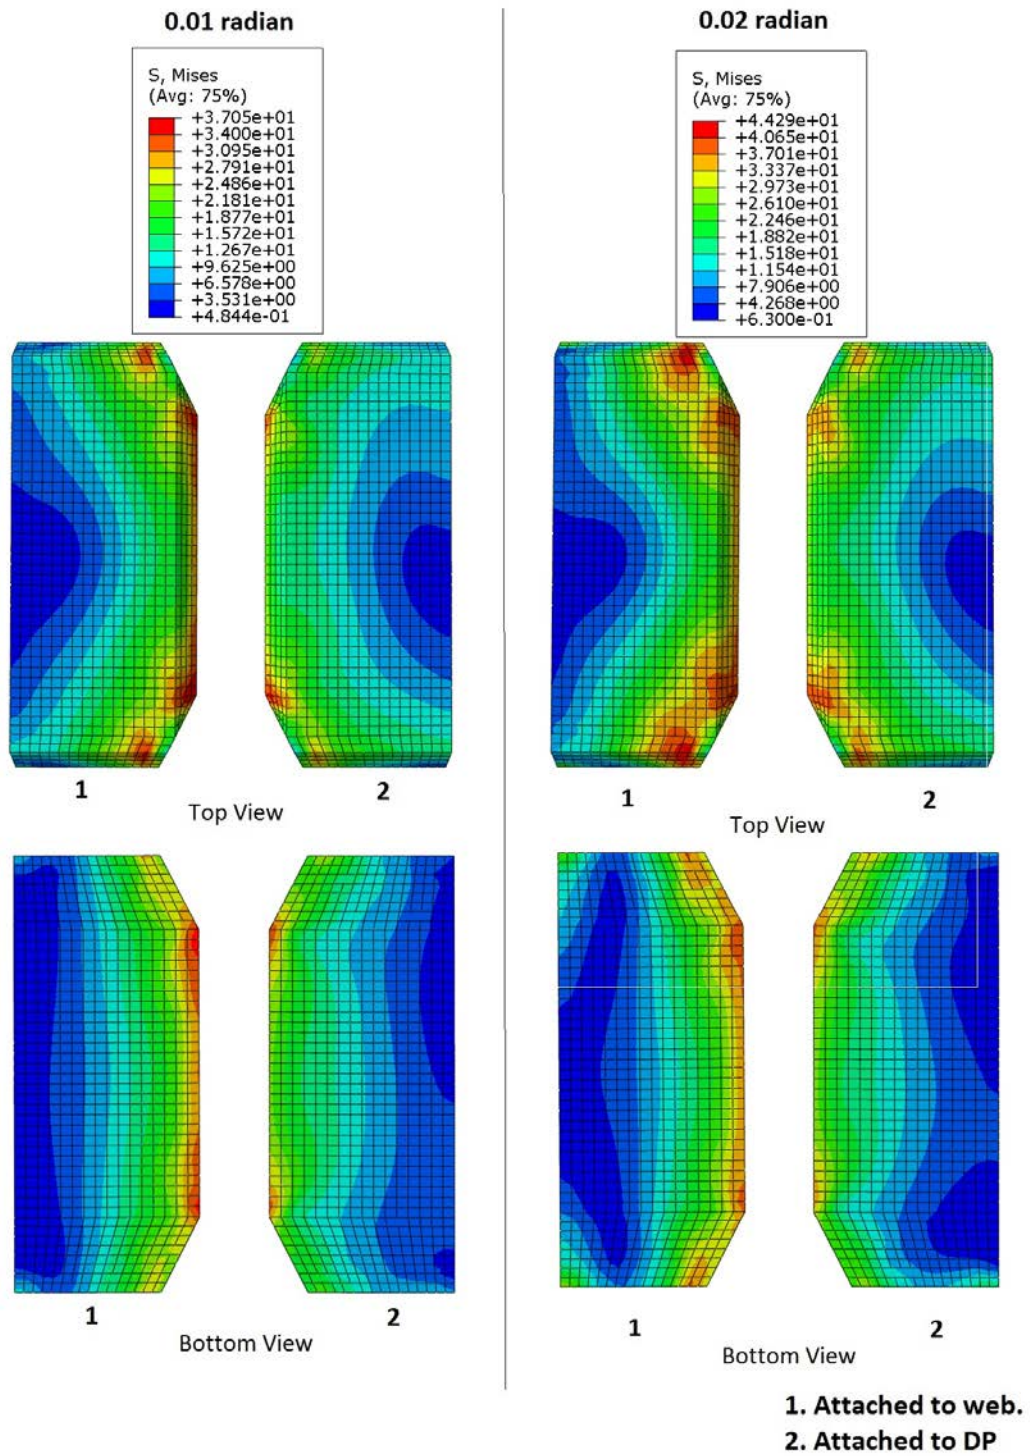 0.01 radian
S, Mises
(Avg: 75%)
+3.705e+01
+3.400e+01
+3.095e+01
+2.791e+01
+2.486e+01
+2.181e+01
+1.877e+01
+1.572e+01
+1.267e+01
+9.625e+00
+6.578e+00
+3.531e+00
+4.844e-01
1
2
Top View
1
2
Bottom View
0.02 radian
S, Mises
(Avg: 75%)
+4.429e+01
+4.065e+01
+3.701e+01
+3.337e+01
+2.973e+01
+2.610e+01
+2.246e+01
+1.882e+01
+1.518e+01
+1.154e+01
+7.906e+00
+4.268e+00
+6.300e-01
1
2
Top View
1
2
Bottom View
1. Attached to web.
2. Attached to DP